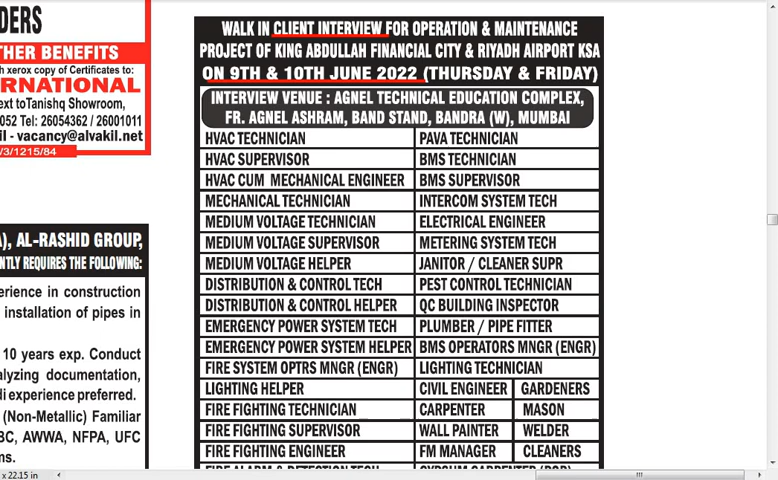 DERS
THER BENEFITS
h xerox copy of Certificates to:
RNATIONAL
ext toTanishq Showroom,
052 Tel: 26054362 / 26001011
il - vacancy@alvakil.net
/3/1215/84
A), AL-RASHID GROUP,
NTLY REQUIRES THE FOLLOWING:
erience in construction
installation of pipes in
10 years exp. Conduct
alyzing documentation,
di experience preferred.
(Non-Metallic) Familiar
BC, AWWA, NFPA, UFC
ms.
WALK IN CLIENT INTERVIEW FOR OPERATION & MAINTENANCE
PROJECT OF KING ABDULLAH FINANCIAL CITY & RIYADH AIRPORT KSA
ON 9TH & 10TH JUNE 2022 (THURSDAY & FRIDAY)
INTERVIEW VENUE : AGNEL TECHNICAL EDUCATION COMPLEX,
FR. AGNEL ASHRAM, BAND STAND, BANDRA (W), MUMBAI
HVAC TECHNICIAN PAVA TECHNICIAN
HVAC SUPERVISOR BMS TECHNICIAN
HVAC CUM MECHANICAL ENGINEER BMS SUPERVISOR
MECHANICAL TECHNICIAN INTERCOM SYSTEM TECH
MEDIUM VOLTAGE TECHNICIAN ELECTRICAL ENGINEER
MEDIUM VOLTAGE SUPERVISOR METERING SYSTEM TECH
MEDIUM VOLTAGE HELPER JANITOR / CLEANER SUPR
DISTRIBUTION & CONTROL TECH PEST CONTROL TECHNICIAN
DISTRIBUTION & CONTROL HELPER QC BUILDING INSPECTOR
EMERGENCY POWER SYSTEM TECH PLUMBER / PIPE FITTER
EMERGENCY POWER SYSTEM HELPER BMS OPERATORS MNGR (ENGR)
FIRE SYSTEM OPTRS MNGR (ENGR) LIGHTING TECHNICIAN
LIGHTING HELPER CIVIL ENGINEER GARDENERS
FIRE FIGHTING TECHNICIAN CARPENTER MASON
FIRE FIGHTING SUPERVISOR WALL PAINTER WELDER
FIRE FIGHTING ENGINEER FM MANAGER CLEANERS
FIRE ALARM & DETECTION TECH GYPSUM CARPENTER (POP)
x 22.15 in